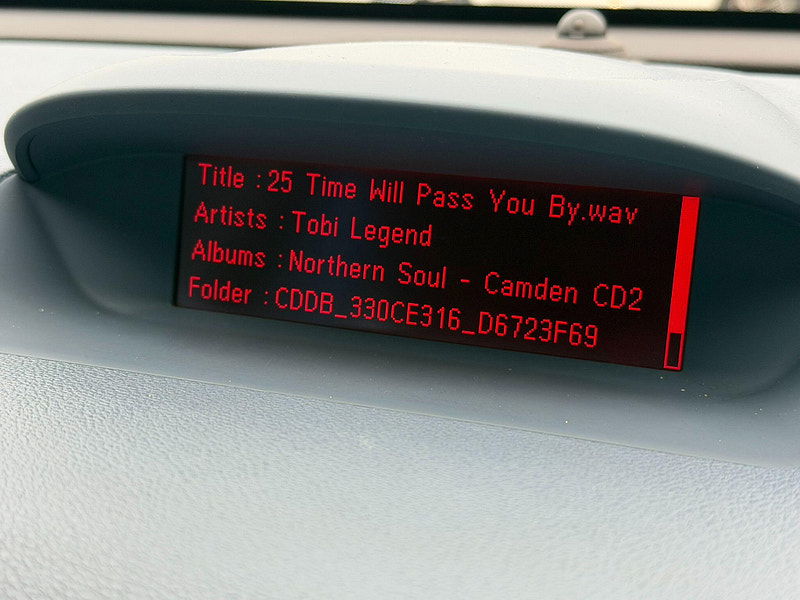 Title :25 Time Will Pass You By.wav
Artists :Tobi Legend
Albums :Northern Soul - Camden CD2
Folder :CDDB_330CE316_D6723F69